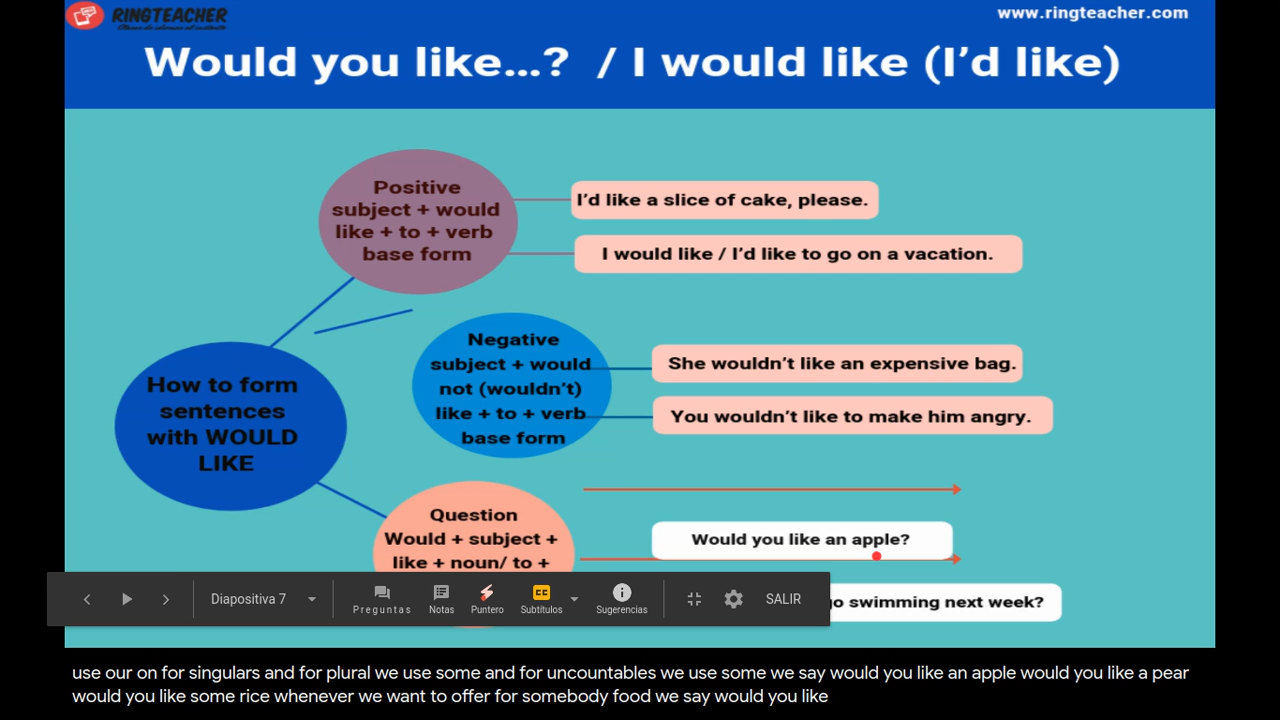 RINGTEACHER
www.ringteacher.com
Would you like...? / I would like (I'd like)
Positive
subject + would
like + to + verb
base form
I'd like a slice of cake, please.
I would like / I'd like to go on a vacation.
Negative
subject + would
not (wouldn't)
like + to + verb
base form
She wouldn't like an expensive bag.
You wouldn't like to make him angry.
How to form
sentences
with WOULD
LIKE
Question
Would + subject +
like + noun/ to +
Would you like an apple?
go swimming next week?
Diapositiva 7
Preguntas
Notas
Puntero
Subtítulos
Sugerencias
SALIR
use our on for singulars and for plural we use some and for uncountables we use some we say would you like an apple would you like a pear
would you like some rice whenever we want to offer for somebody food we say would you like